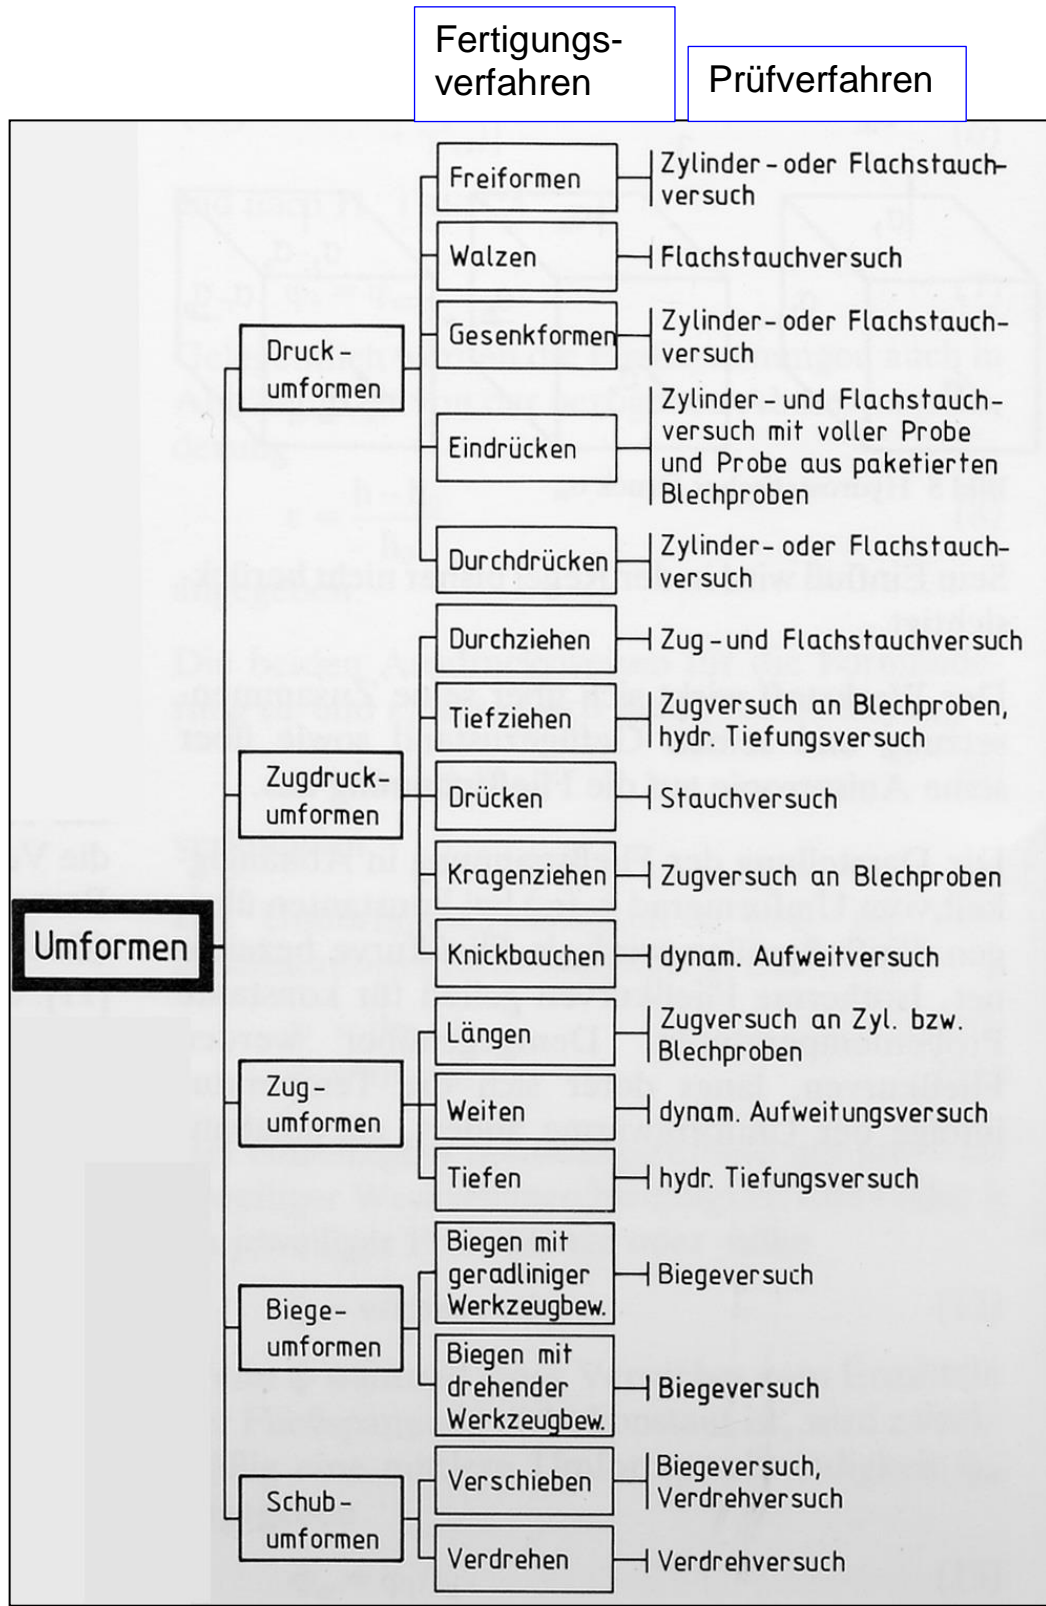 Fertigungs-
verfahren
Prüfverfahren
Umformen
Druck-
umformen
Freiformen
Zylinder- oder Flachstauch-
versuch
Walzen
Flachstauchversuch
Gesenkformen
Zylinder- oder Flachstauch-
versuch
Eindrücken
Zylinder- und Flachstauch-
versuch mit voller Probe
und Probe aus paketierten
Blechproben
Durchdrücken
Zylinder- oder Flachstauch-
versuch
Zugdruck-
umformen
Durchziehen
Zug- und Flachstauchversuch
Tiefziehen
Zugversuch an Blechproben,
hydr. Tiefungsversuch
Drücken
Stauchversuch
Kragenziehen
Zugversuch an Blechproben
Knickbauchen
dynam. Aufweitversuch
Zug-
umformen
Längen
Zugversuch an Zyl. bzw.
Blechproben
Weiten
dynam. Aufweitungsversuch
Tiefen
hydr. Tiefungsversuch
Biege-
umformen
Biegen mit
geradliniger
Werkzeugbew.
Biegeversuch
Biegen mit
drehender
Werkzeugbew.
Biegeversuch
Schub-
umformen
Verschieben
Biegeversuch,
Verdrehversuch
Verdrehen
Verdrehversuch